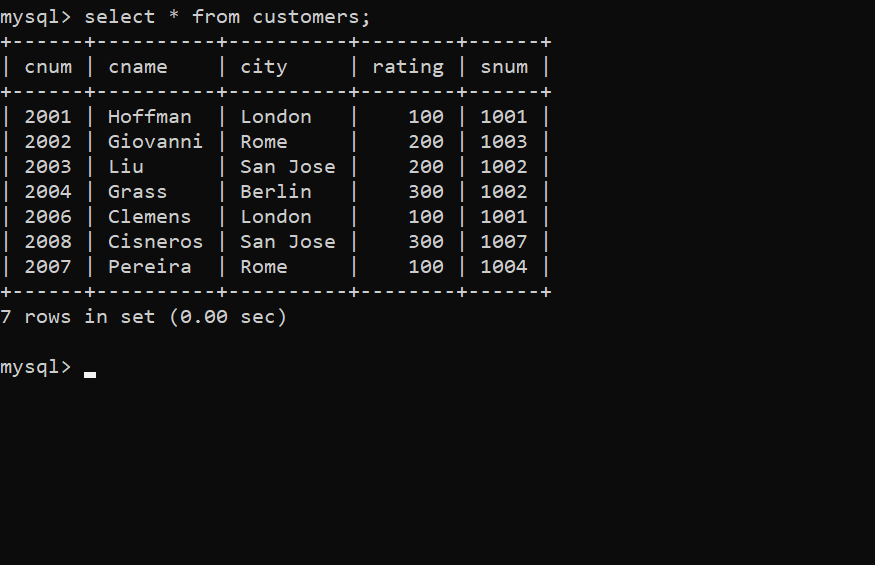 mysql> select * from customers;
+------+----------+----------+--------+------+
| cnum | cname    | city     | rating | snum |
+------+----------+----------+--------+------+
| 2001 | Hoffman  | London   |    100 | 1001 |
| 2002 | Giovanni | Rome     |    200 | 1003 |
| 2003 | Liu      | San Jose |    200 | 1002 |
| 2004 | Grass    | Berlin   |    300 | 1002 |
| 2006 | Clemens  | London   |    100 | 1001 |
| 2008 | Cisneros | San Jose |    300 | 1007 |
| 2007 | Pereira  | Rome     |    100 | 1004 |
+------+----------+----------+--------+------+
7 rows in set (0.00 sec)

mysql> _